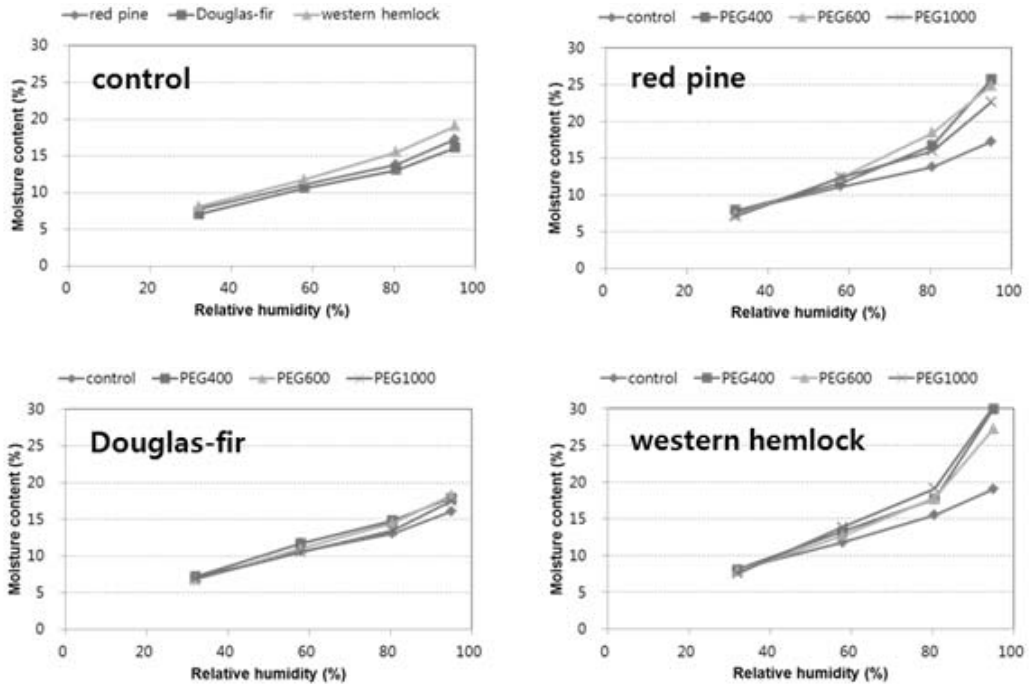 red pine Douglas-fir western hemlock
control
Moisture content (%)
30
25
20
15
10
5
0
0 20 40 60 80 100
Relative humidity (%)
control PEG400 PEG600 PEG1000
red pine
Moisture content (%)
30
25
20
15
10
5
0
0 20 40 60 80 100
Relative humidity (%)
control PEG400 PEG600 PEG1000
Douglas-fir
Moisture content (%)
30
25
20
15
10
5
0
0 20 40 60 80 100
Relative humidity (%)
control PEG400 PEG600 PEG1000
western hemlock
Moisture content (%)
30
25
20
15
10
5
0
0 20 40 60 80 100
Relative humidity (%)